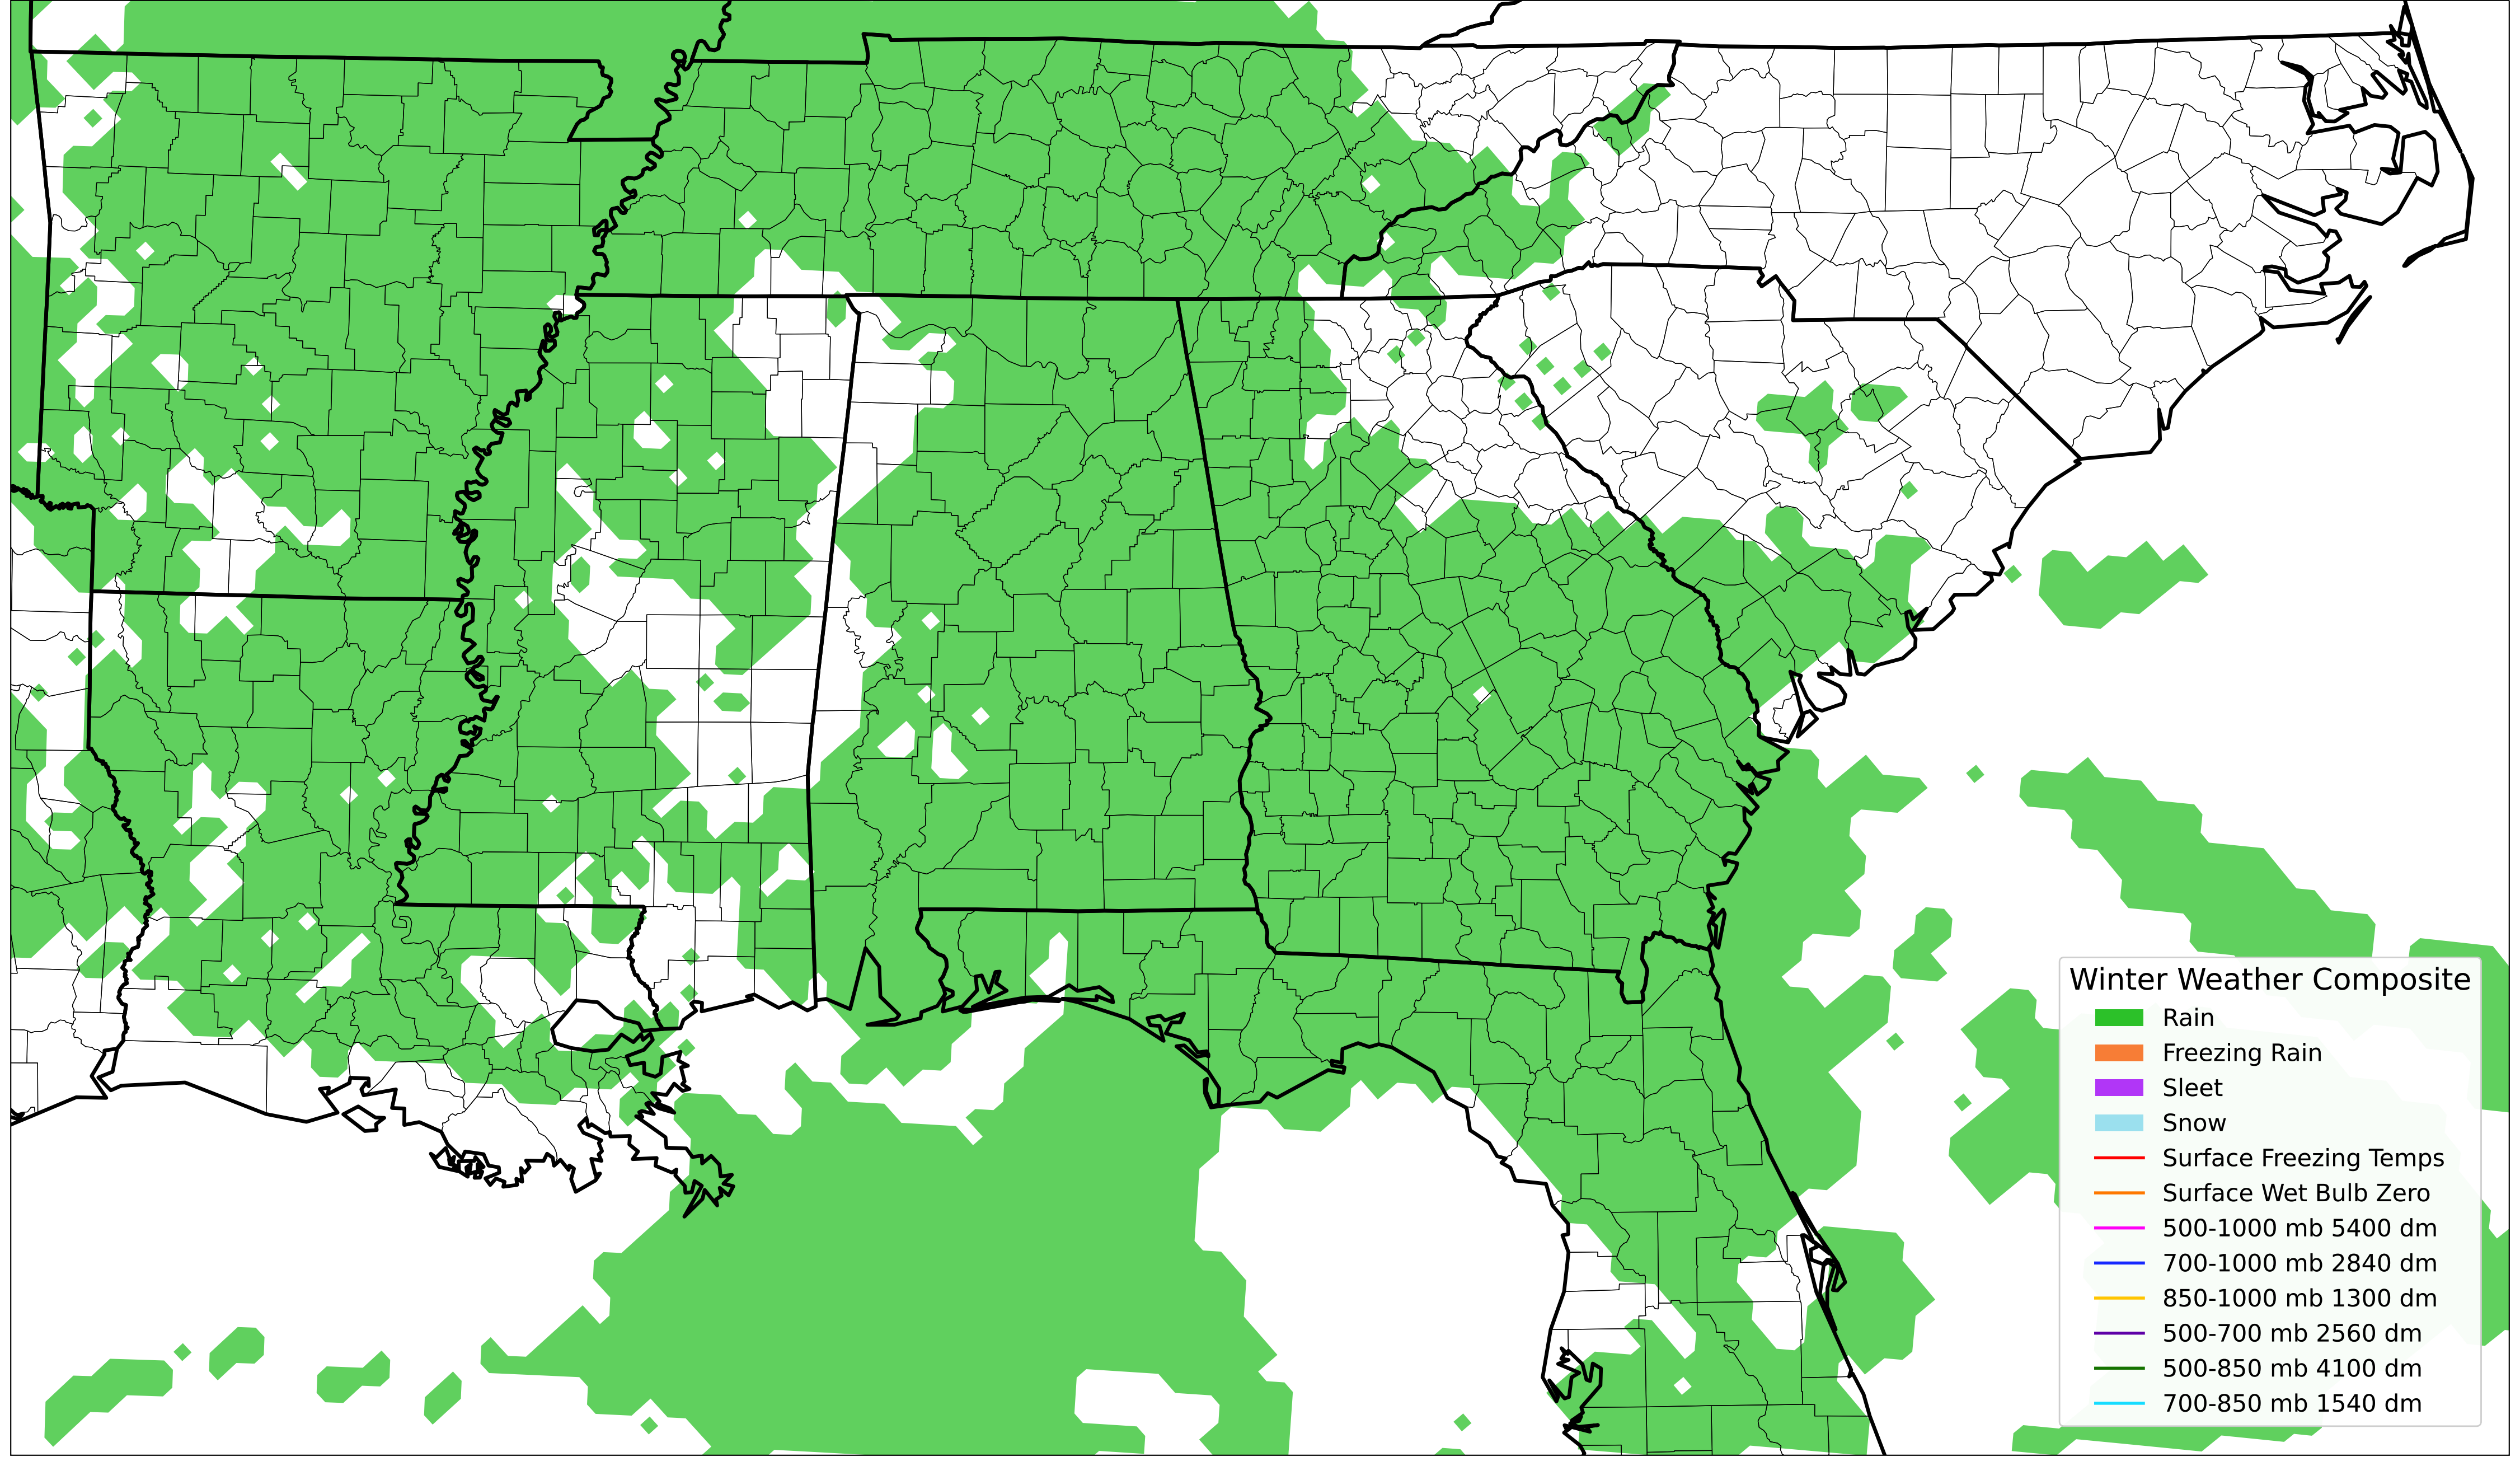 Winter Weather Composite
Rain
Freezing Rain
Sleet
Snow
Surface Freezing Temps
Surface Wet Bulb Zero
500-1000 mb 5400 dm
700-1000 mb 2840 dm
850-1000 mb 1300 dm
500-700 mb 2560 dm
500-850 mb 4100 dm
700-850 mb 1540 dm